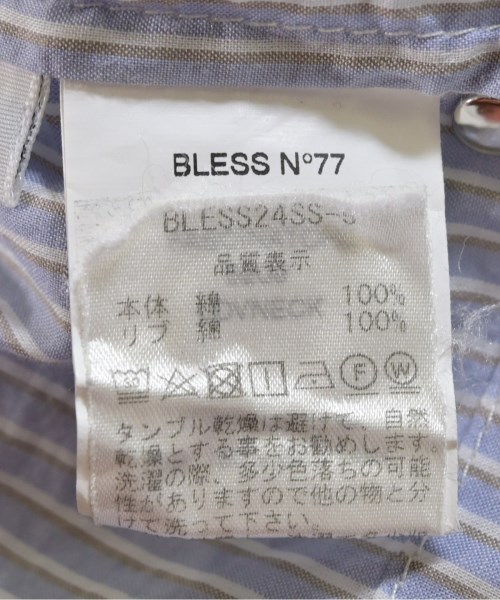 BLESS Nº77
BLESS24SS-S
品質表示
本体 綿 100%
リブ 綿 100%
タンブル乾燥は避けて、自然
乾燥とする事をお勧めします。
洗濯の際、多少色落ちの可能
性がありますので他の物と分
けて洗って下さい。